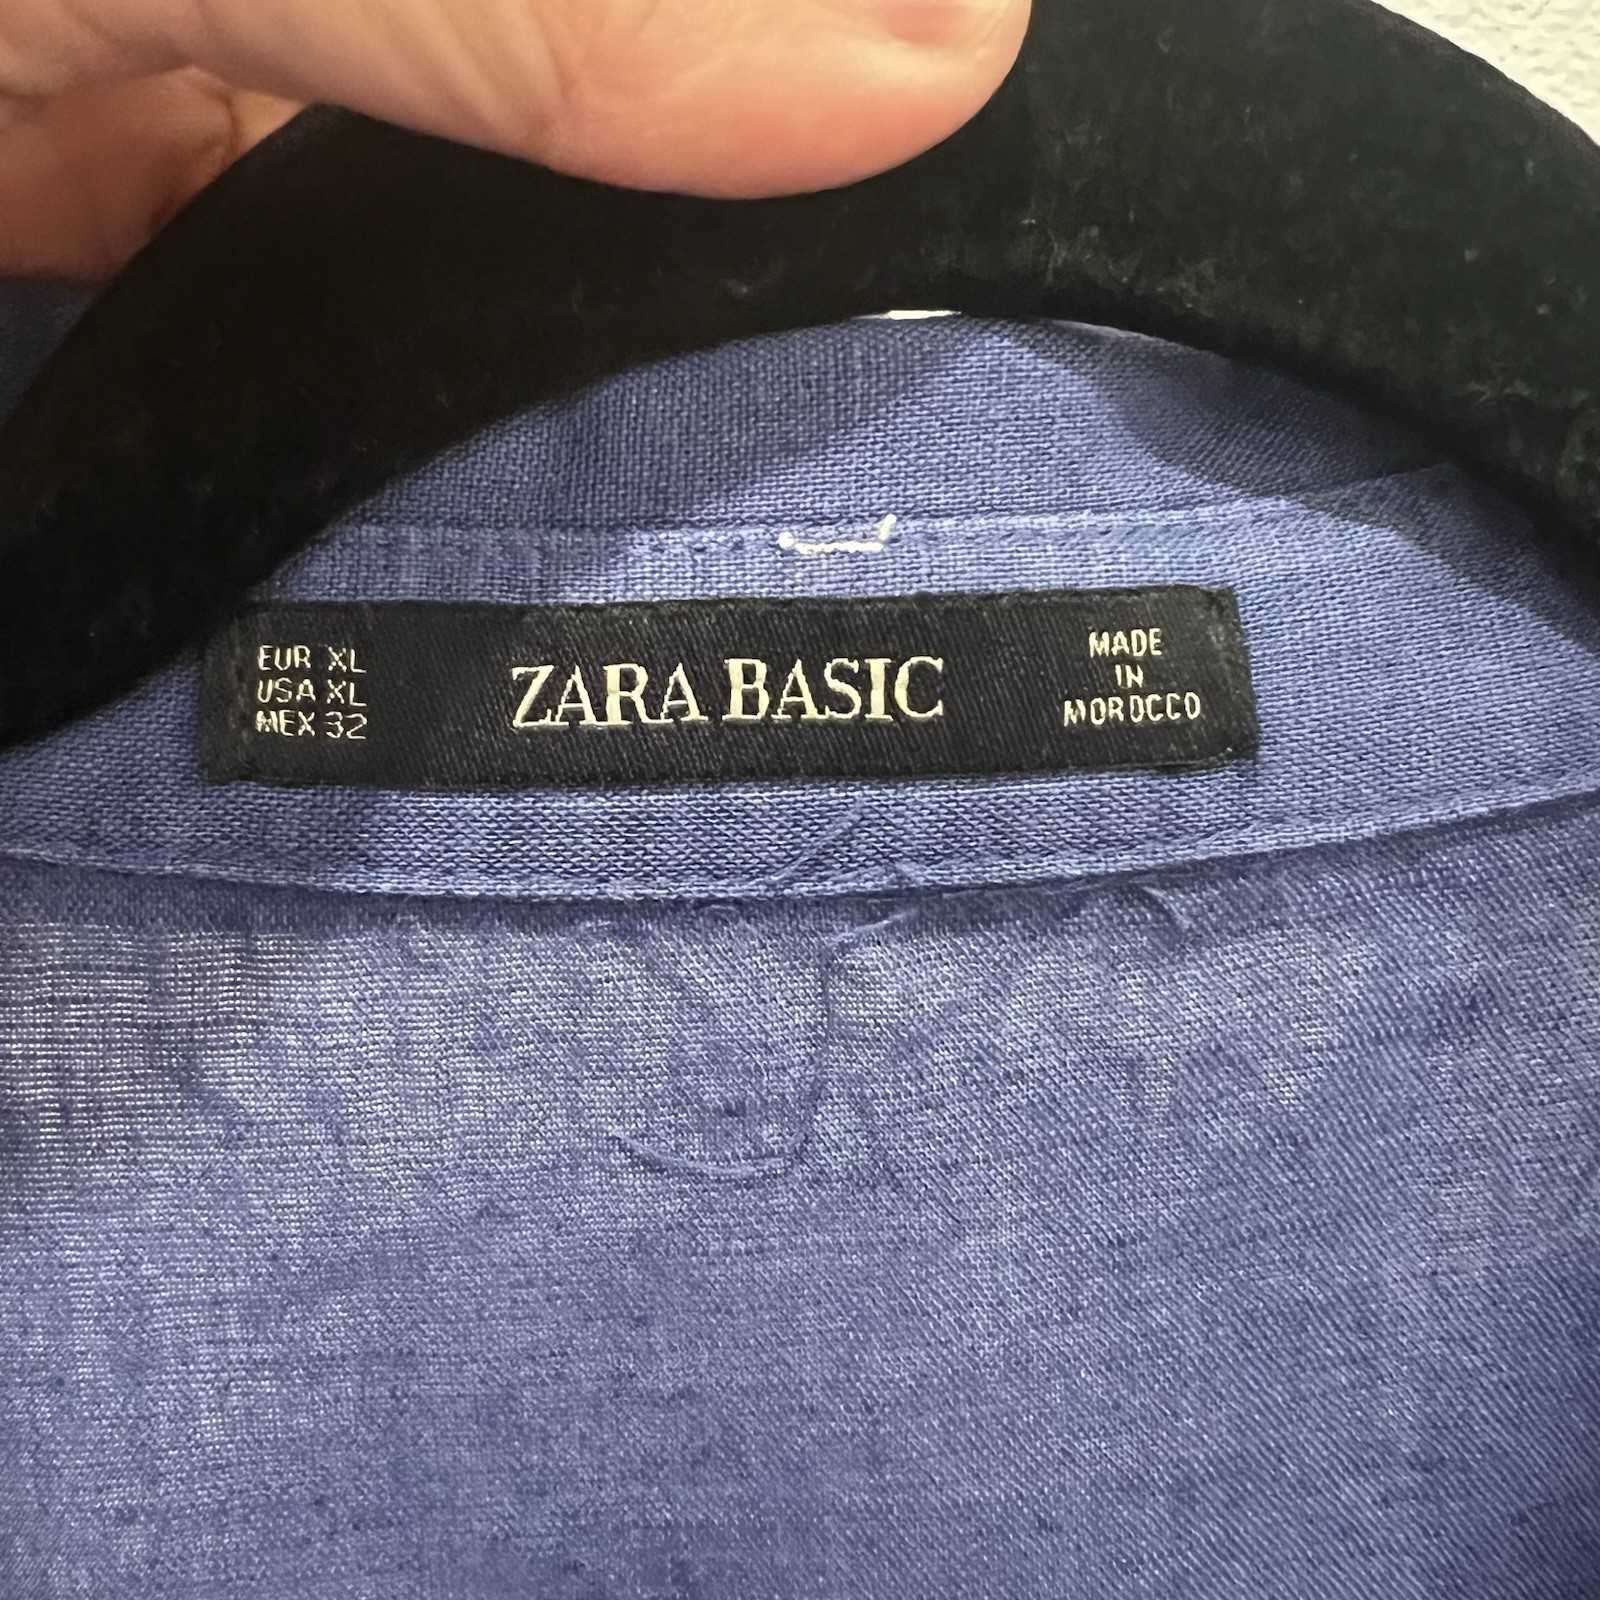 EUR XL
USA XL
MEX 32
ZARA BASIC
MADE
IN
MOROCCO